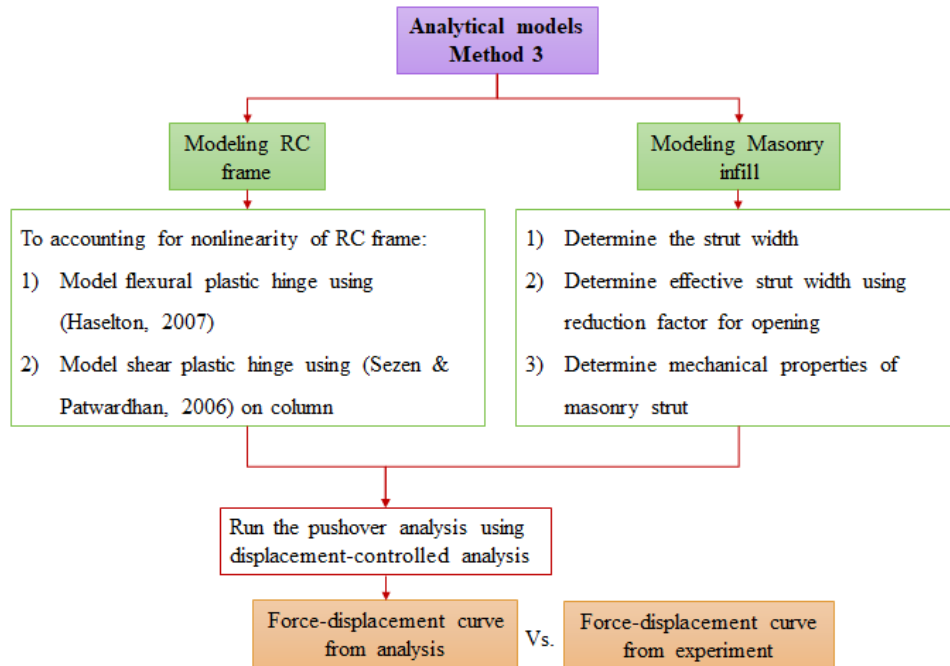 Analytical models
Method 3
Modeling RC
frame
Modeling Masonry
infill
To accounting for nonlinearity of RC frame:
1) Model flexural plastic hinge using
(Haselton, 2007)
2) Model shear plastic hinge using (Sezen &
Patwardhan, 2006) on column
1) Determine the strut width
2) Determine effective strut width using
reduction factor for opening
3) Determine mechanical properties of
masonry strut
Run the pushover analysis using
displacement-controlled analysis
Force-displacement curve
from analysis
Vs.
Force-displacement curve
from experiment